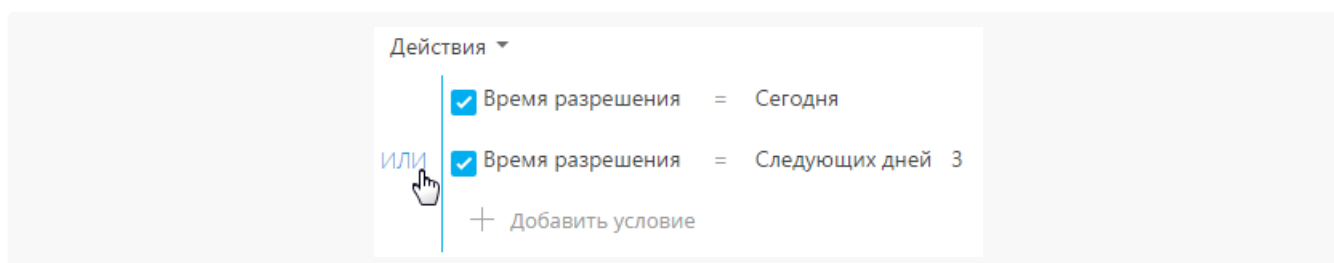 Действия
Время разрешения = Сегодня
ИЛИ Время разрешения = Следующих дней 3
+ Добавить условие